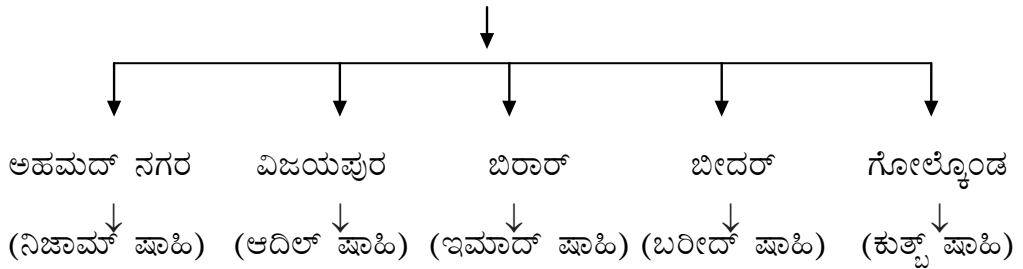 ಅಹಮದ್ ನಗರ ವಿಜಯಪುರ ಬಿರಾರ್ ಬೀದರ್ ಗೋಲ್ಕೊಂಡ
(ನಿಜಾಮ್ ಷಾಹಿ) (ಆದಿಲ್ ಷಾಹಿ) (ಇಮಾದ್ ಷಾಹಿ) (ಬರೀದ್ ಷಾಹಿ) (ಕುತ್ಬ್ ಷಾಹಿ)